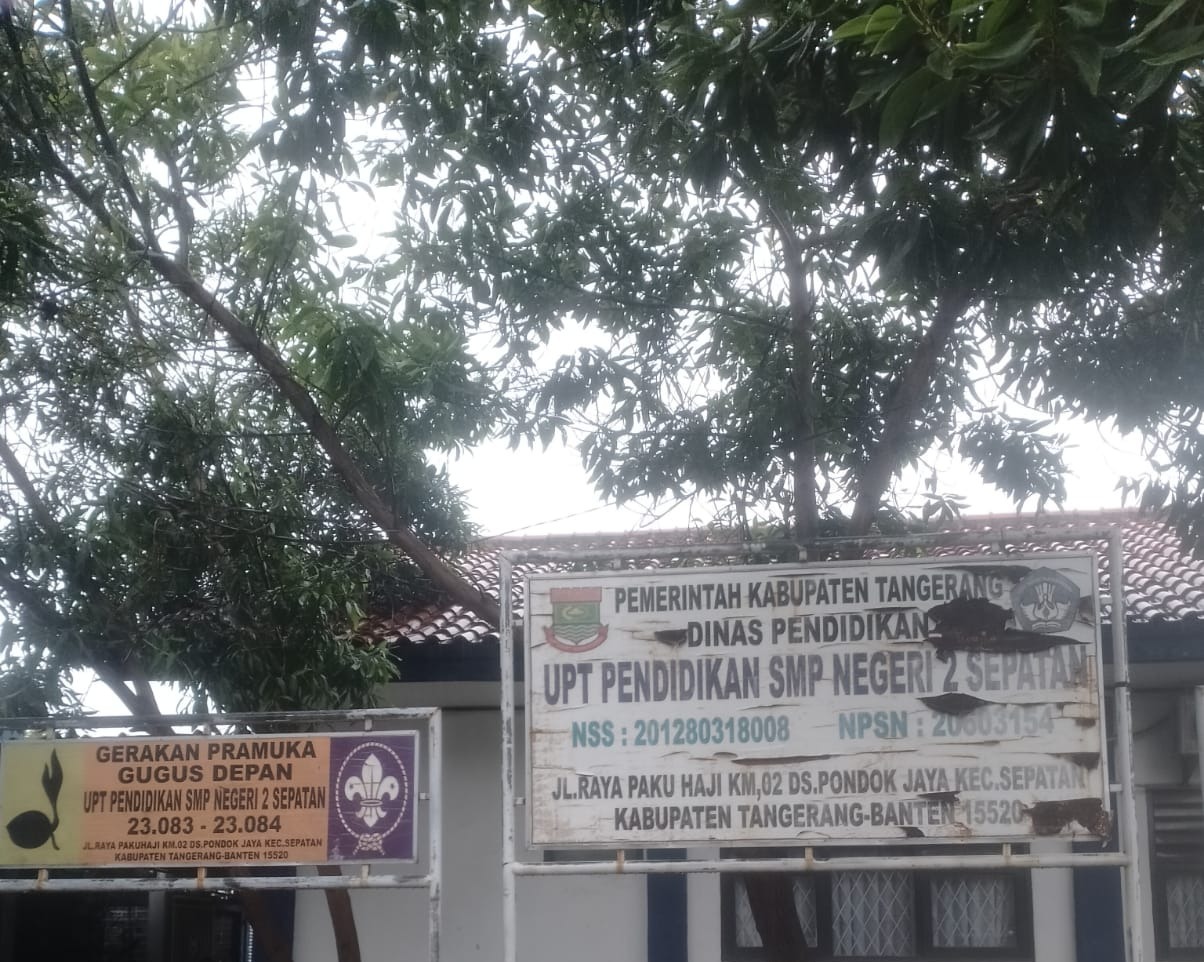 GERAKAN PRAMUKA
GUGUS DEPAN
UPT PENDIDIKAN SMP NEGERI 2 SEPATAN
23.083 - 23.084
JL.RAYA PAKUHAJI KM.02 DS.PONDOK JAYA KEC.SEPATAN
KABUPATEN TANGERANG-BANTEN 15520
PEMERINTAH KABUPATEN TANGERANG
DINAS PENDIDIKAN
UPT PENDIDIKAN SMP NEGERI 2 SEPATAN
NSS : 201280318008 NPSN : 20603154
JL.RAYA PAKU HAJI KM,02 DS.PONDOK JAYA KEC.SEPATAN
KABUPATEN TANGERANG-BANTEN 15520